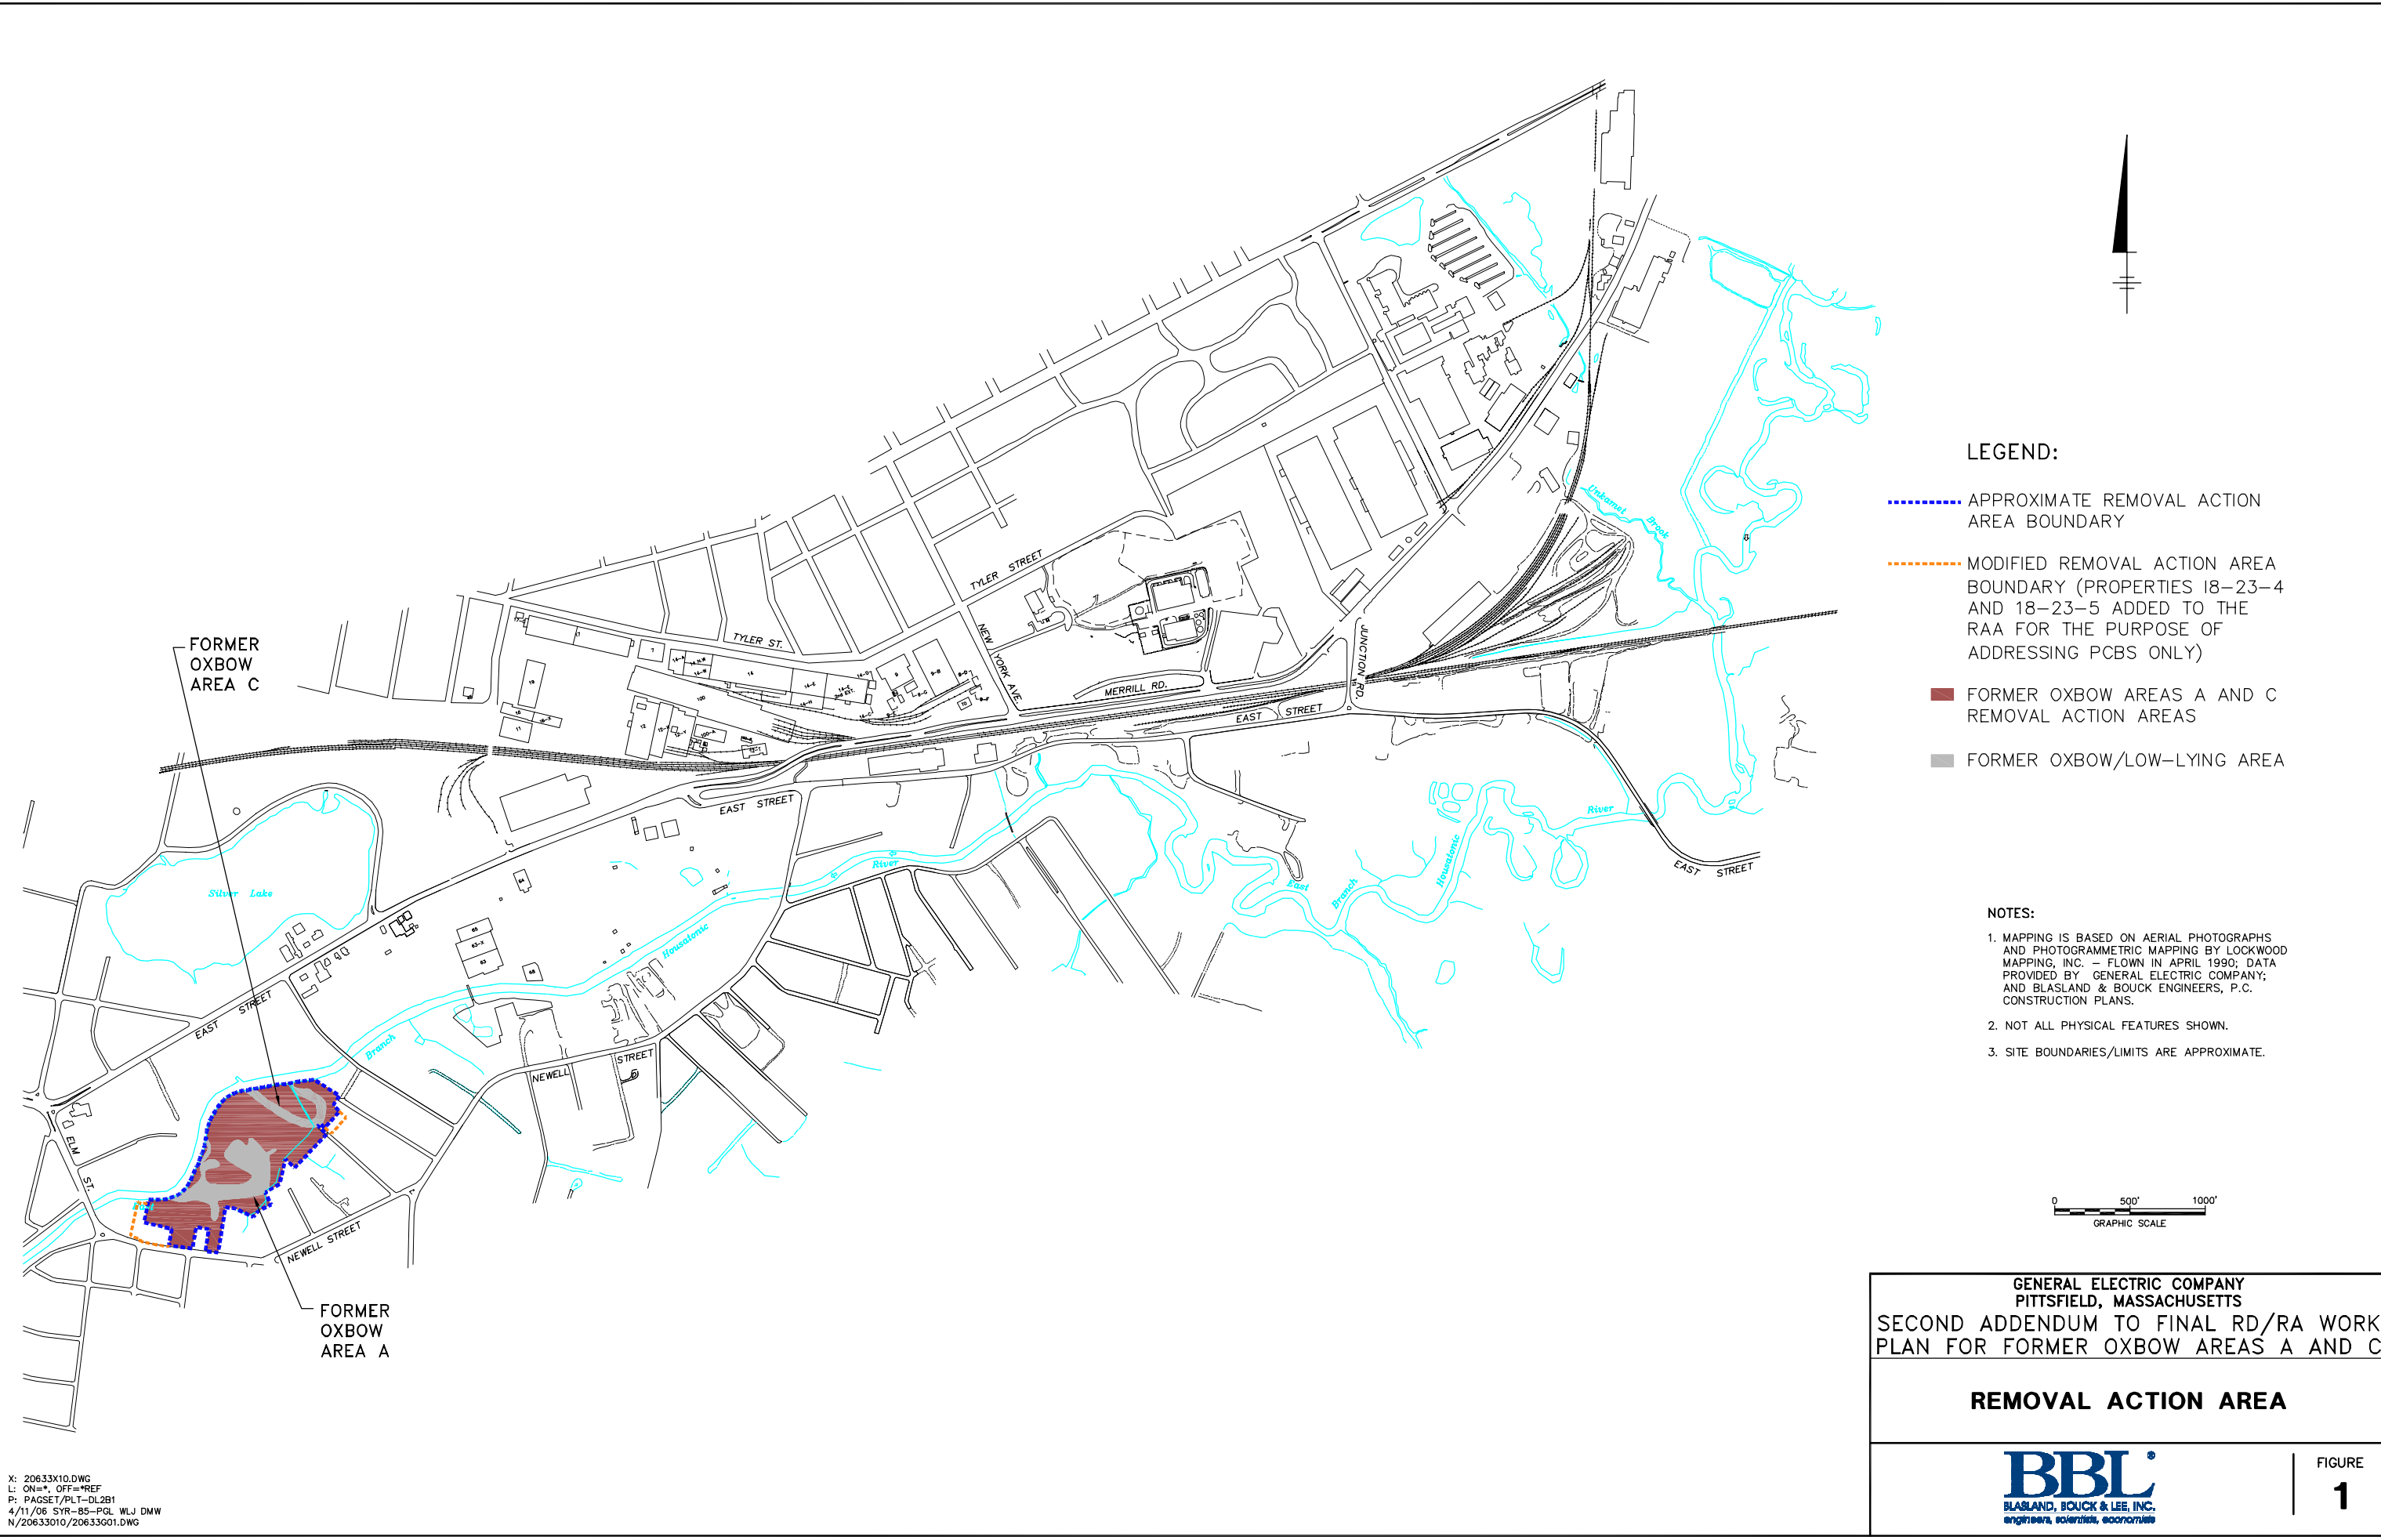 FORMER
OXBOW
AREA C
TYLER STREET
TYLER ST.
NEW YORK AVE.
MERRILL RD.
JUNCTION RD.
EAST STREET
EAST STREET
EAST STREET
EAST STREET
Unkamet Brook
Silver Lake
River
Housatonic
Branch
East
East
Branch
Housatonic
River
STREET
NEWELL
ELM ST.
NEWELL STREET
FORMER
OXBOW
AREA A
LEGEND:
APPROXIMATE REMOVAL ACTION
AREA BOUNDARY
MODIFIED REMOVAL ACTION AREA
BOUNDARY (PROPERTIES I8-23-4
AND 18-23-5 ADDED TO THE
RAA FOR THE PURPOSE OF
ADDRESSING PCBS ONLY)
FORMER OXBOW AREAS A AND C
REMOVAL ACTION AREAS
FORMER OXBOW/LOW-LYING AREA
NOTES:
1. MAPPING IS BASED ON AERIAL PHOTOGRAPHS
AND PHOTOGRAMMETRIC MAPPING BY LOCKWOOD
MAPPING, INC. - FLOWN IN APRIL 1990; DATA
PROVIDED BY GENERAL ELECTRIC COMPANY;
AND BLASLAND & BOUCK ENGINEERS, P.C.
CONSTRUCTION PLANS.
2. NOT ALL PHYSICAL FEATURES SHOWN.
3. SITE BOUNDARIES/LIMITS ARE APPROXIMATE.
0 500' 1000'
GRAPHIC SCALE
GENERAL ELECTRIC COMPANY
PITTSFIELD, MASSACHUSETTS
SECOND ADDENDUM TO FINAL RD/RA WORK
PLAN FOR FORMER OXBOW AREAS A AND C
REMOVAL ACTION AREA
BBL®
BLASLAND, BOUCK & LEE, INC.
engineers, scientists, economists
FIGURE
1
X: 20633X10.DWG
L: ON=*, OFF=*REF
P: PAGSET/PLT-DL2B1
4/11/06 SYR-85-PGL WLJ DMW
N/20633010/20633G01.DWG